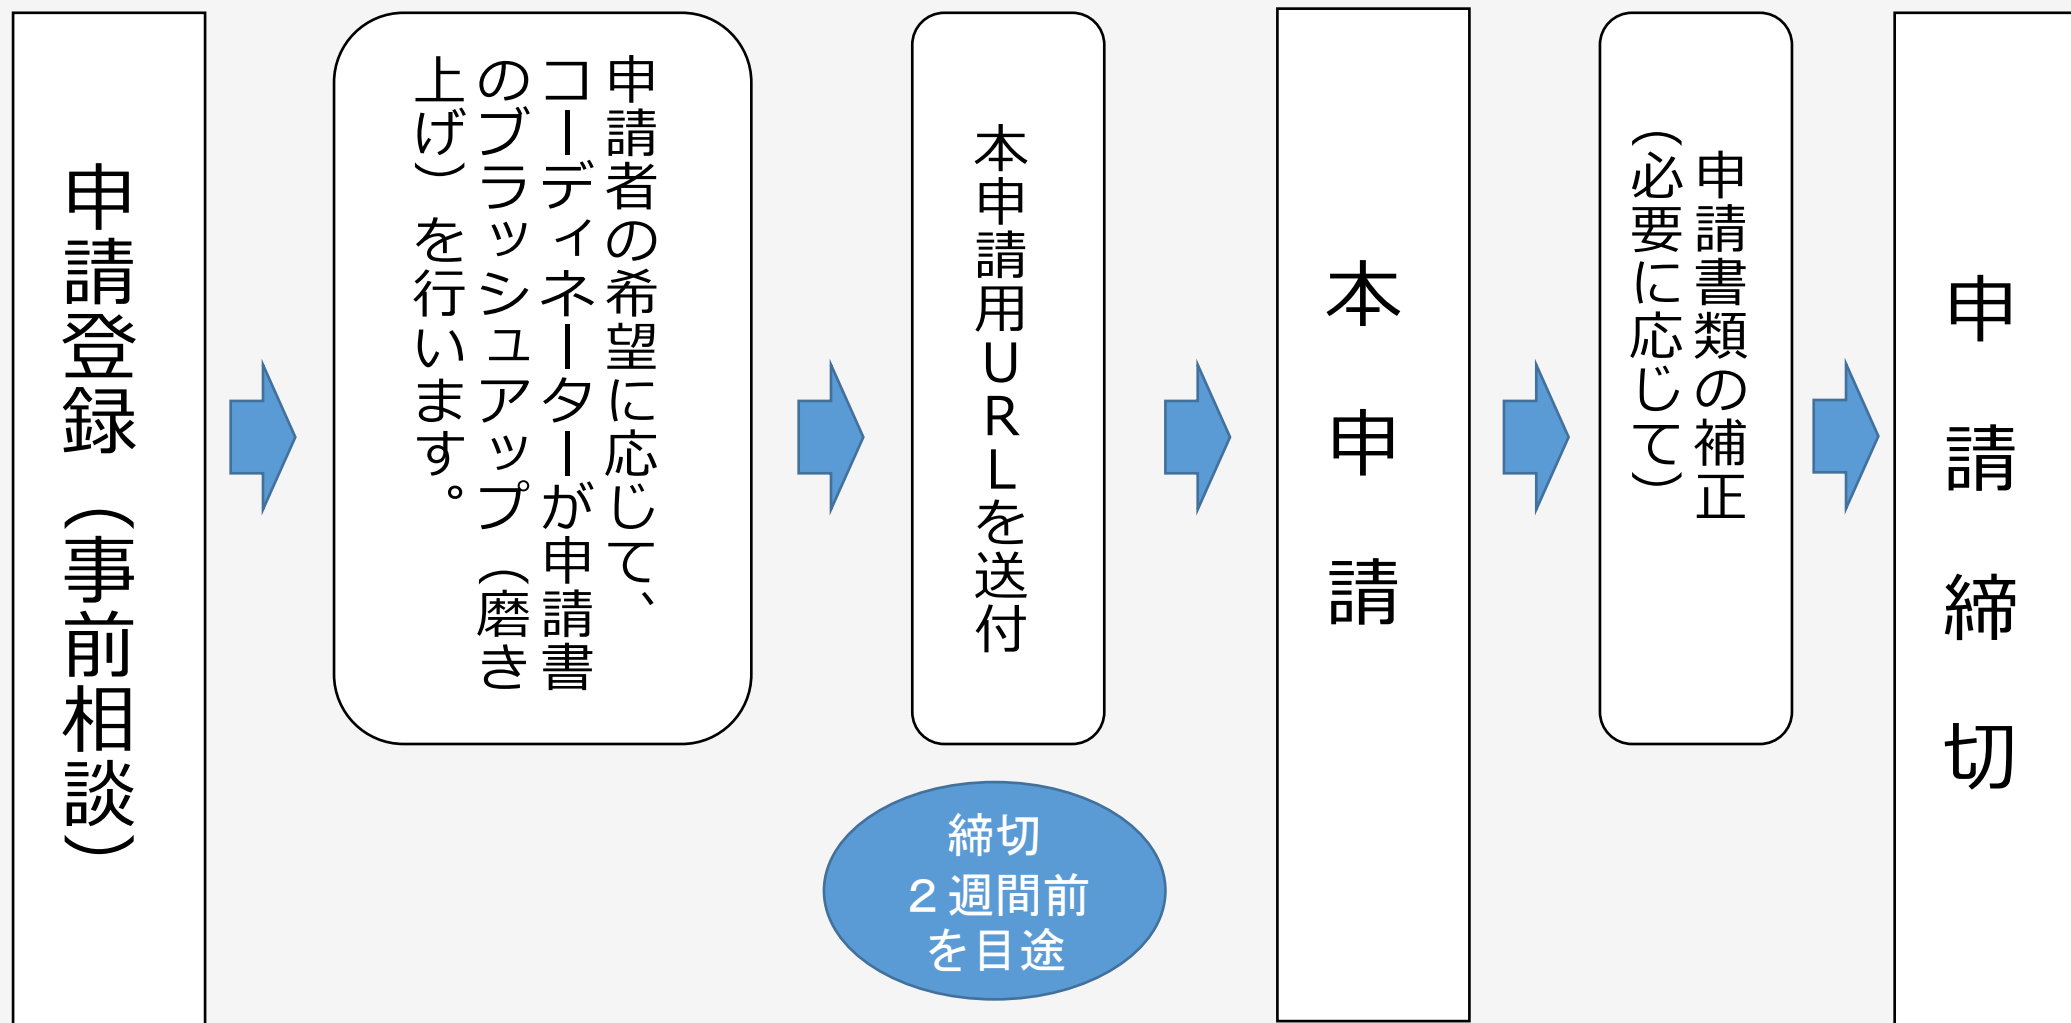 申請登録（事前相談）
申請者の希望に応じて、
コーディネーターが申請書
のブラッシュアップ（磨き
上げ）を行います。
本申請用ＵＲＬを送付
締切
２週間前
を目途
本　申　請
申請書類の補正
（必要に応じて）
申　請　締　切